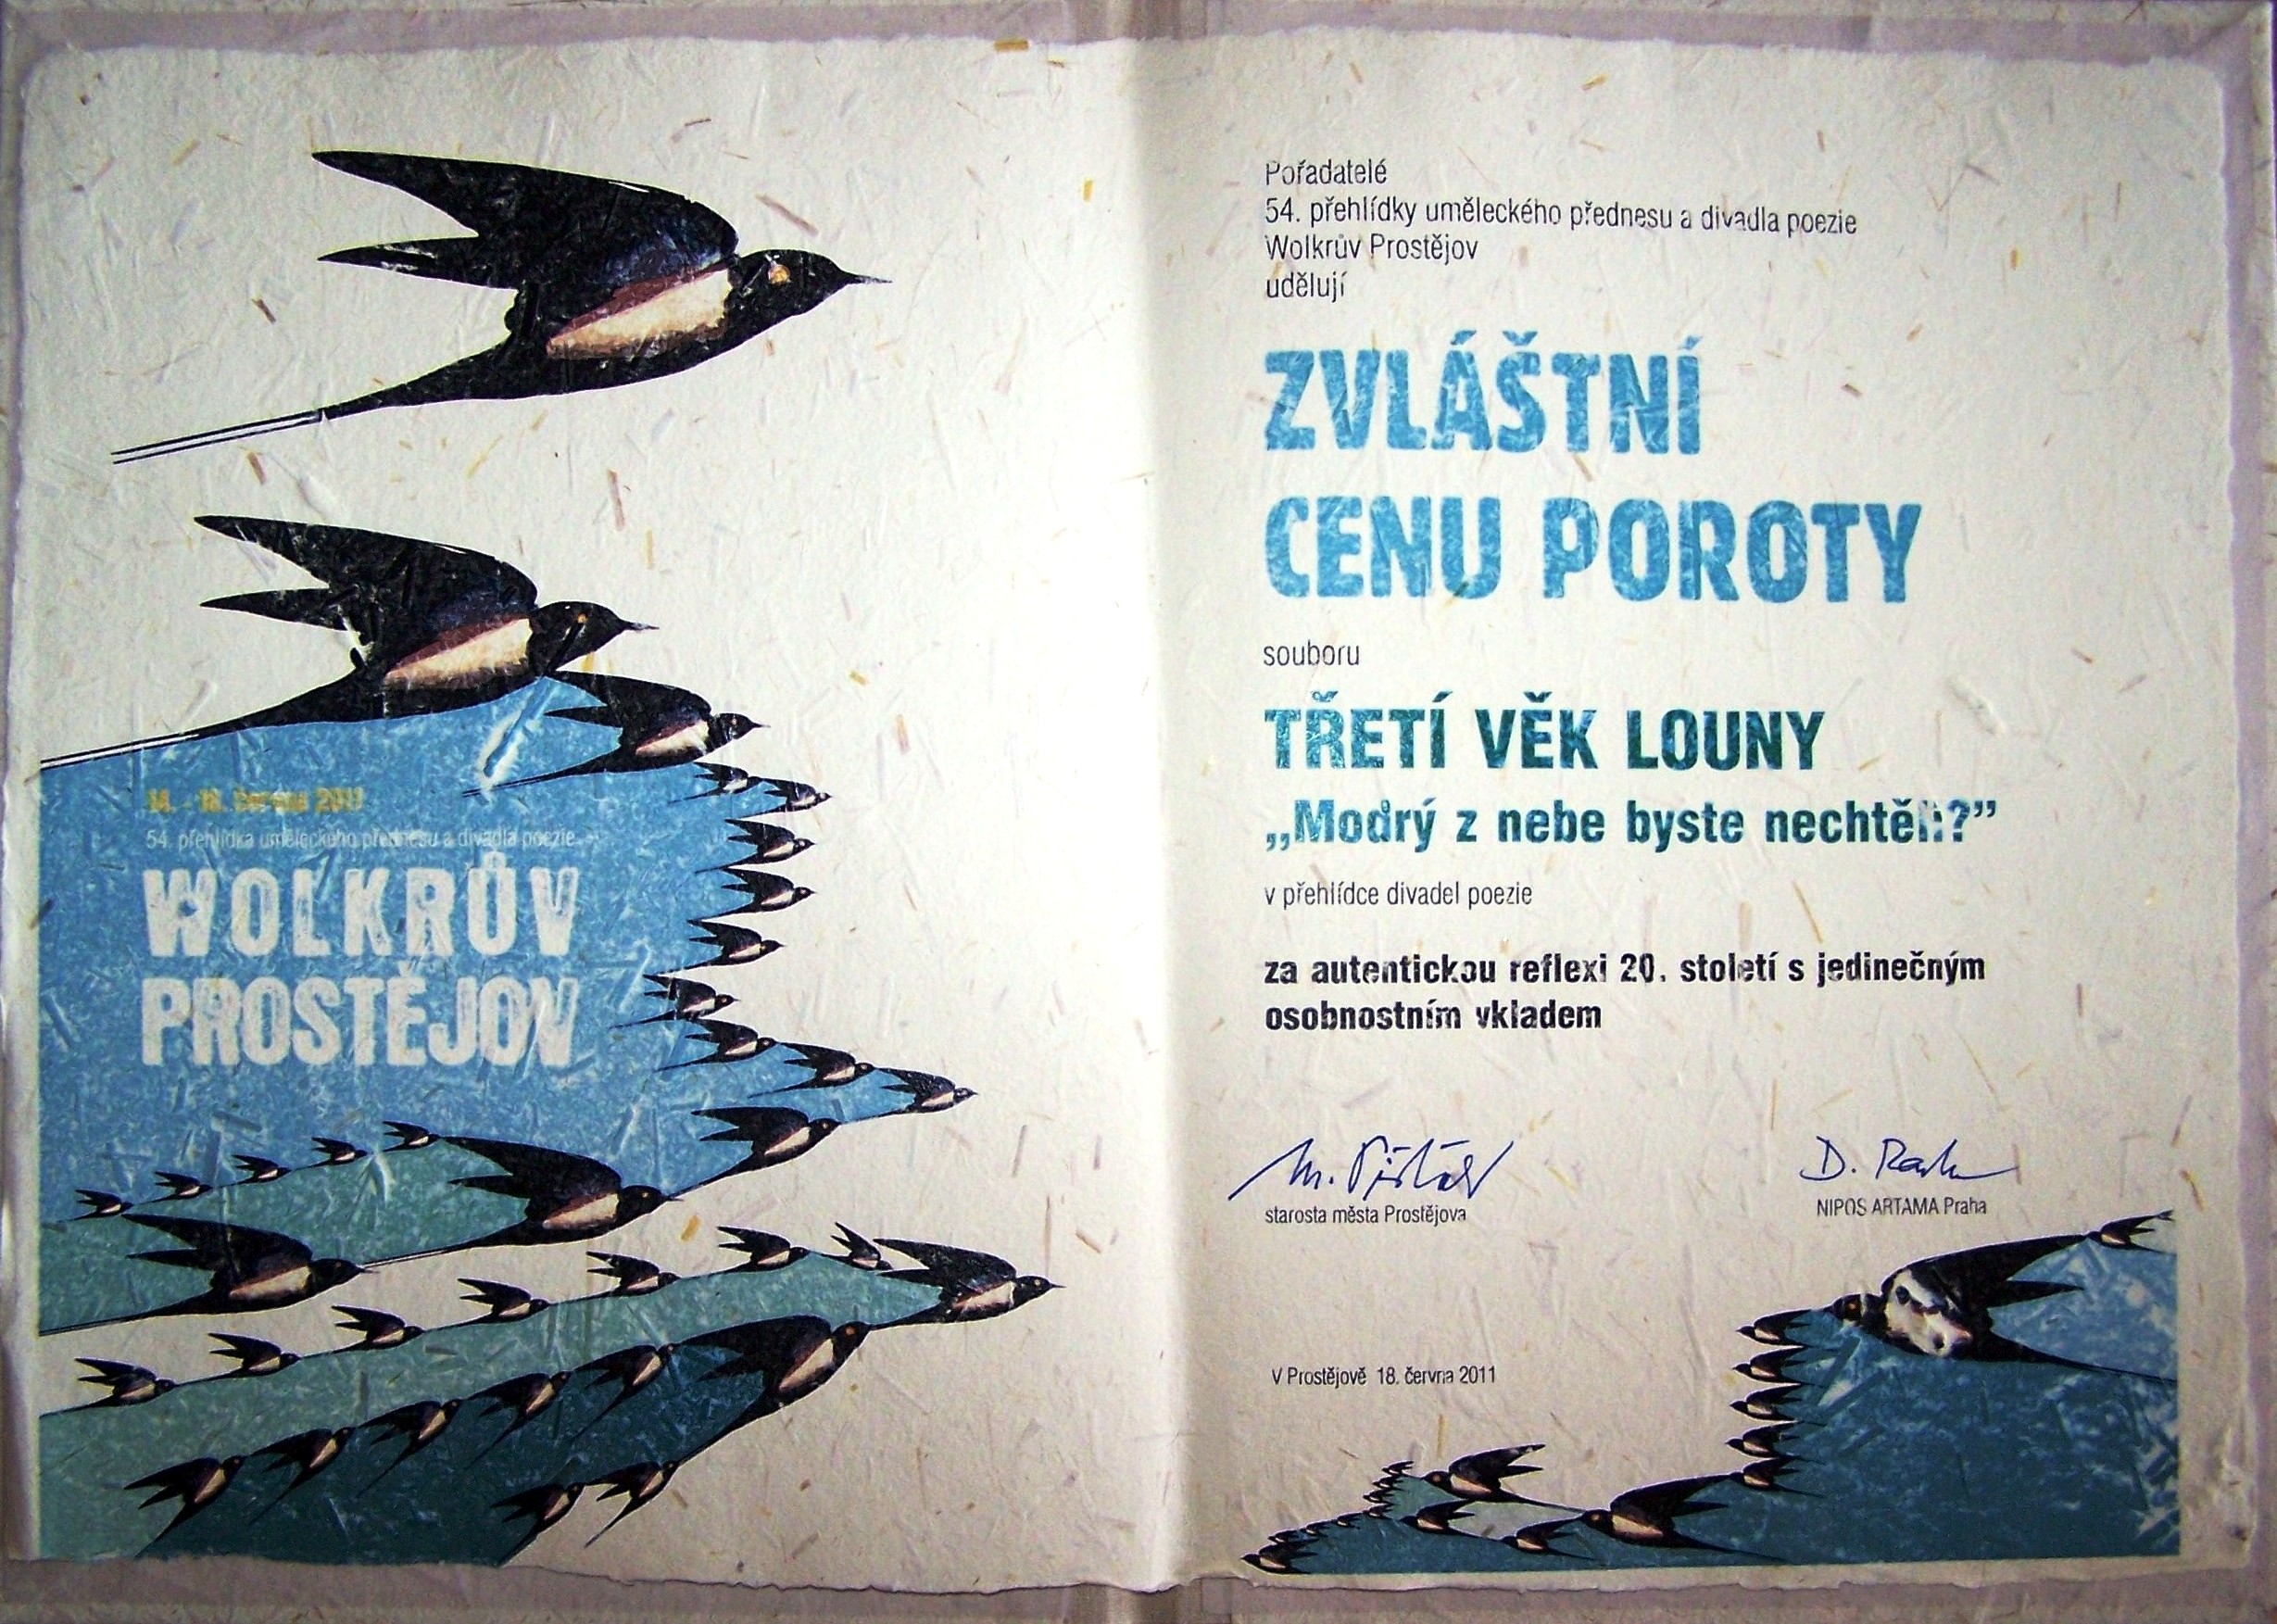 14. - 18. června 2011
54. přehlídka uměleckého přednesu a divadla poezie
WOLKRŮV
PROSTĚJOV
Pořadatelé
54. přehlídky uměleckého přednesu a divadla poezie
Wolkrův Prostějov
udělují
ZVLÁŠTNÍ
CENU POROTY
souboru
TŘETÍ VĚK LOUNY
„Modrý z nebe byste nechtěli?”
v přehlídce divadel poezie
za autentickou reflexi 20. století s jedinečným
osobnostním vkladem
starosta města Prostějova
NIPOS ARTAMA Praha
V Prostějově 18. června 2011